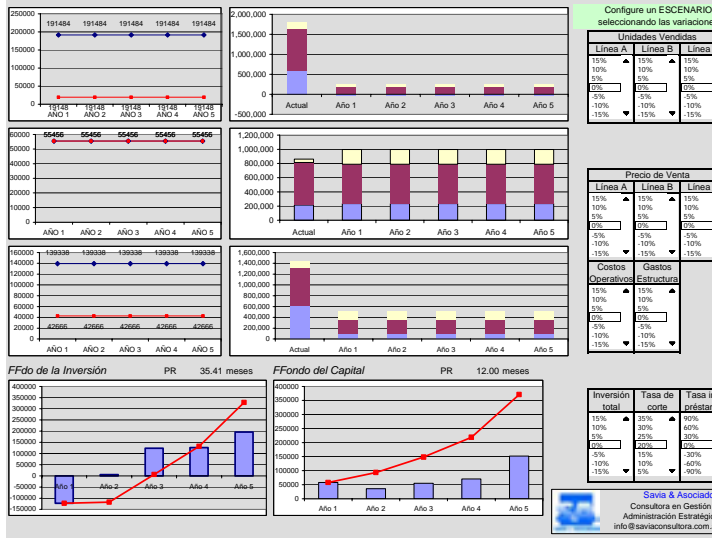 250000
200000
150000
100000
50000
0
191484 191484 191484 191484 191484
19148 19148 19148 19148 19148
AÑO 1 AÑO 2 AÑO 3 AÑO 4 AÑO 5
2,000,000
1,500,000
1,000,000
500,000
0
-500,000
Actual Año 1 Año 2 Año 3 Año 4 Año 5
Configure un ESCENARIO
seleccionando las variacione
Unidades Vendidas
Línea A Línea B Línea
15% 15% 15%
10% 10% 10%
5% 5% 5%
0% 0% 0%
-5% -5% -5%
-10% -10% -10%
-15% -15% -15%
60000
50000
40000
30000
20000
10000
0
55456 55456 55456 55456 55456
AÑO 1 AÑO 2 AÑO 3 AÑO 4 AÑO 5
1,200,000
1,000,000
800,000
600,000
400,000
200,000
0
Actual Año 1 Año 2 Año 3 Año 4 Año 5
Precio de Venta
Línea A Línea B Línea
15% 15% 15%
10% 10% 10%
5% 5% 5%
0% 0% 0%
-5% -5% -5%
-10% -10% -10%
-15% -15% -15%
160000
140000
120000
100000
80000
60000
40000
20000
0
139338 139338 139338 139338 139338
42666 42666 42666 42666 42666
AÑO 1 AÑO 2 AÑO 3 AÑO 4 AÑO 5
1,600,000
1,400,000
1,200,000
1,000,000
800,000
600,000
400,000
200,000
0
Actual Año 1 Año 2 Año 3 Año 4 Año 5
Costos Gastos
Operativos Estructura
15% 15%
10% 10%
5% 5%
0% 0%
-5% -5%
-10% -10%
-15% -15%
FFdo de la Inversión PR 35.41 meses
400000
350000
300000
250000
200000
150000
100000
50000
0
-50000
-100000
-150000
Año 1 Año 2 Año 3 Año 4 Año 5
FFondo del Capital PR 12.00 meses
400000
350000
300000
250000
200000
150000
100000
50000
0
Año 1 Año 2 Año 3 Año 4 Año 5
Inversión Tasa de Tasa i
total corte présta
15% 35% 90%
10% 30% 60%
5% 25% 30%
0% 20% 0%
-5% 15% -30%
-10% 10% -60%
-15% 5% -90%
Savia & Asociado
Consultora en Gestión
Administración Estratégi
info@saviaconsultora.com.